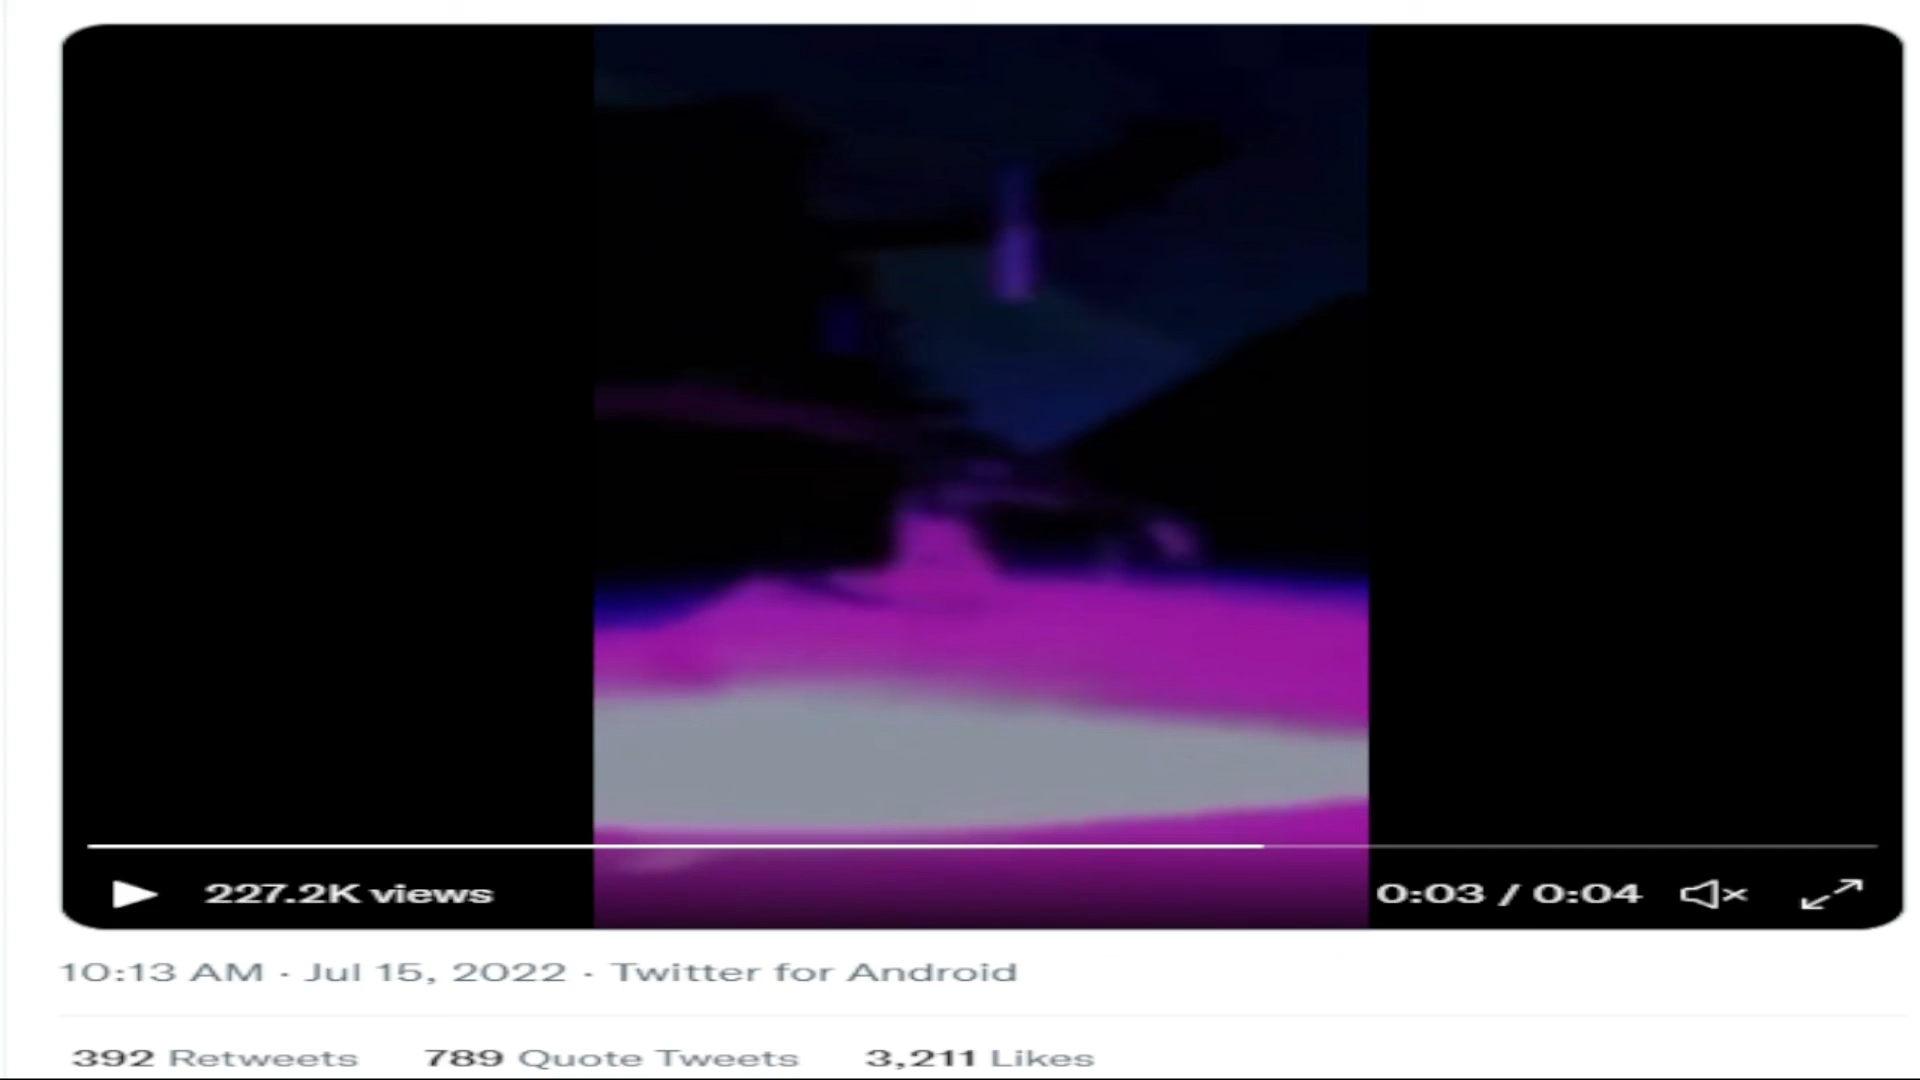 227.2K views
0:03 / 0:04
10:13 AM · Jul 15, 2022 · Twitter for Android
392 Retweets 789 Quote Tweets 3,211 Likes